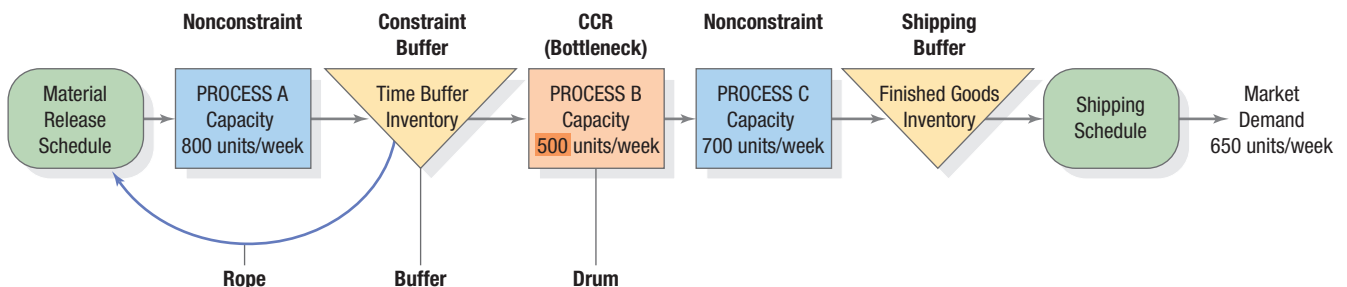 Nonconstraint
Constraint
Buffer
CCR
(Bottleneck)
Nonconstraint
Shipping
Buffer
Material
Release
Schedule
PROCESS A
Capacity
800 units/week
Time Buffer
Inventory
PROCESS B
Capacity
500 units/week
PROCESS C
Capacity
700 units/week
Finished Goods
Inventory
Shipping
Schedule
Market
Demand
650 units/week
Rope
Buffer
Drum